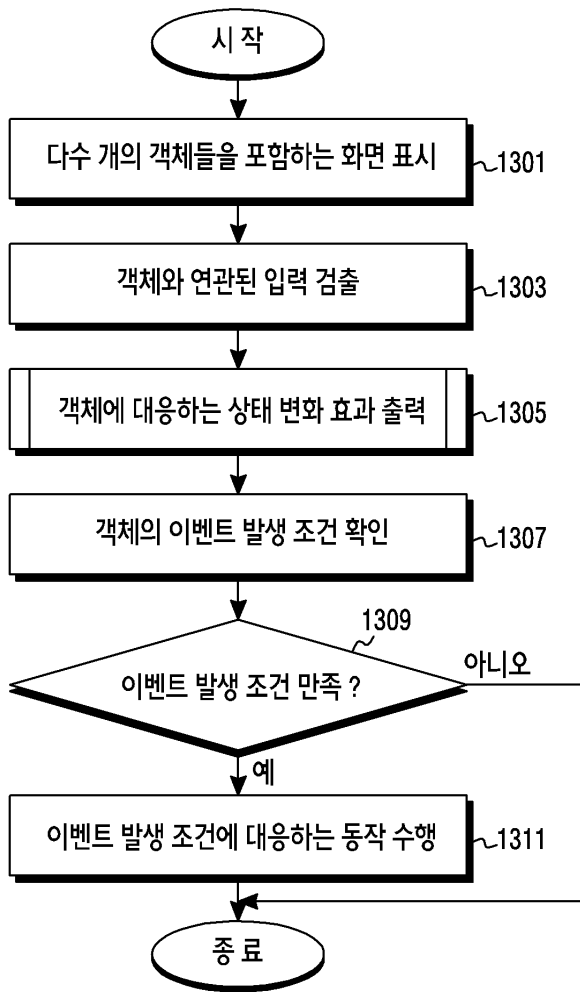 시 작
다수 개의 객체들을 포함하는 화면 표시
1301
객체와 연관된 입력 검출
1303
객체에 대응하는 상태 변화 효과 출력
1305
객체의 이벤트 발생 조건 확인
1307
1309
이벤트 발생 조건 만족 ?
아니오
예
이벤트 발생 조건에 대응하는 동작 수행
1311
종 료